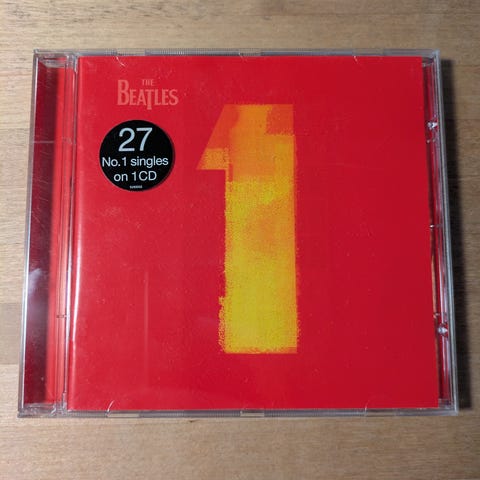 THE
BEATLES
27
No.1 singles
on 1CD
1